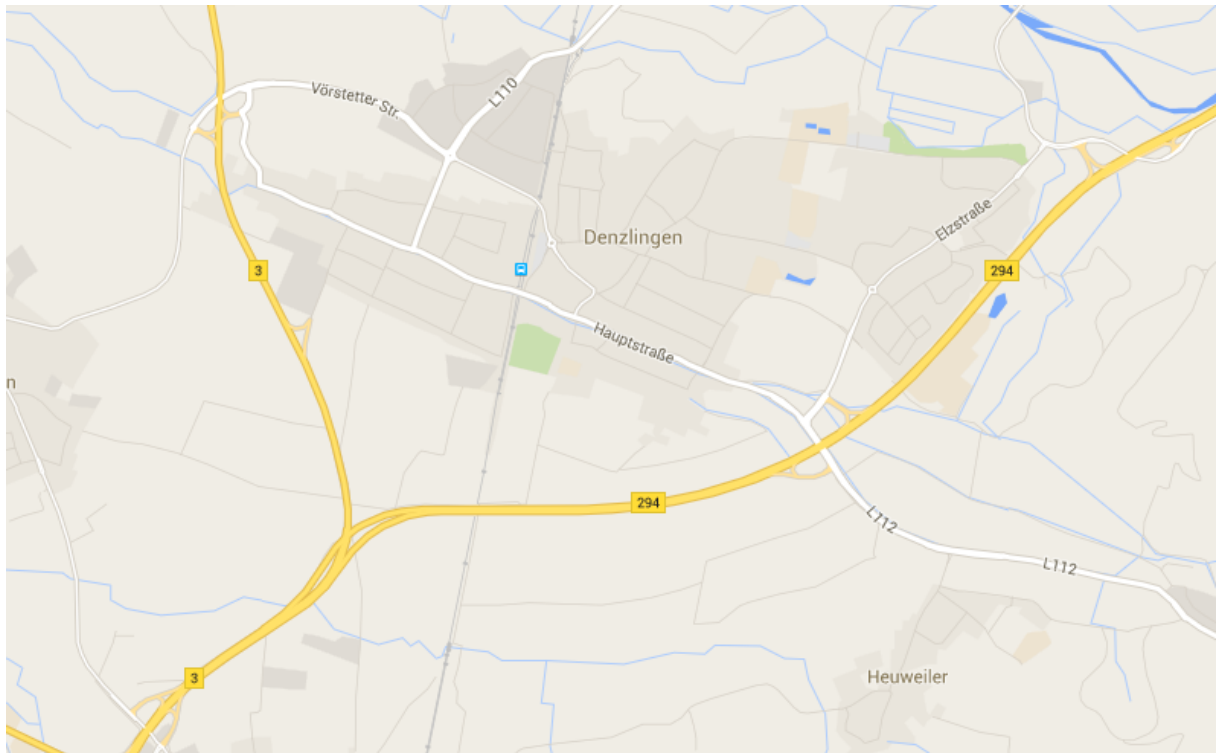 Vörstetter Str.
L110
Denzlingen
Elzstraße
3
294
Hauptstraße
n
294
L112
L112
3
Heuweiler